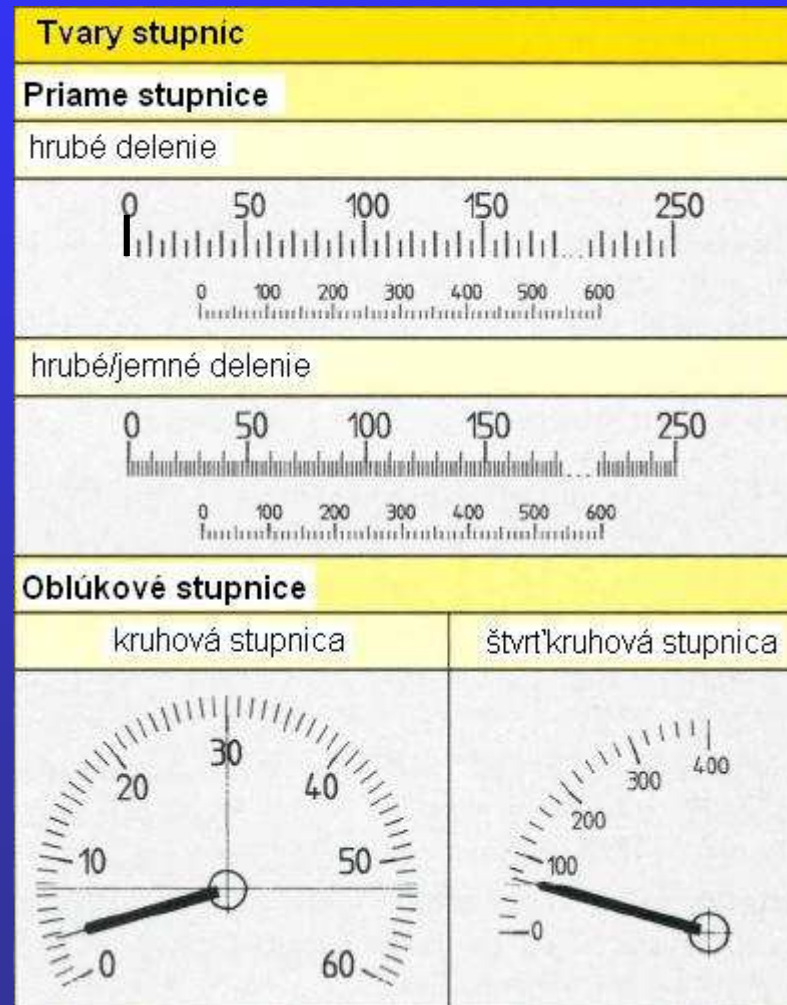 Tvary stupníc
Priame stupnice
hrubé delenie
0 50 100 150 250
0 100 200 300 400 500 600
hrubé/jemné delenie
0 50 100 150 250
0 100 200 300 400 500 600
Oblúkové stupnice
kruhová stupnica
štvrťkruhová stupnica
0 10 20 30 40 50 60
0 100 200 300 400